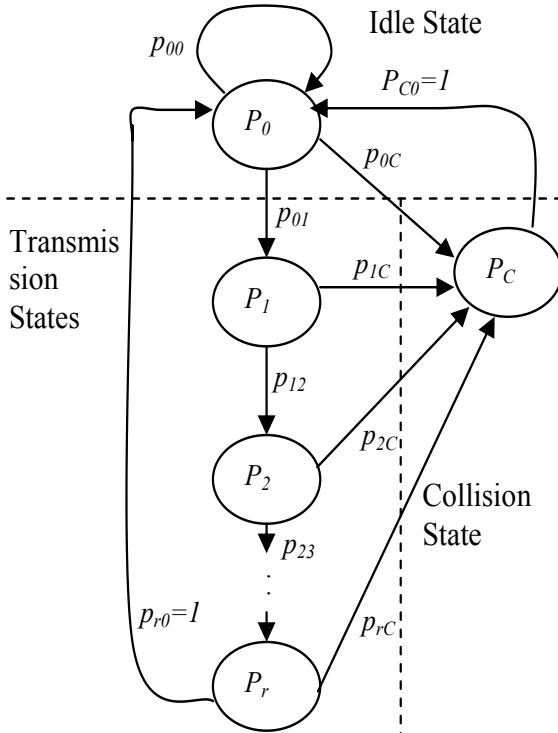 Idle State
p00
PC0=1
P0
p0C
p01
Transmis
sion
States
p1C
PC
P1
p12
p2C
P2
Collision
State
p23
pr0=1
prC
Pr